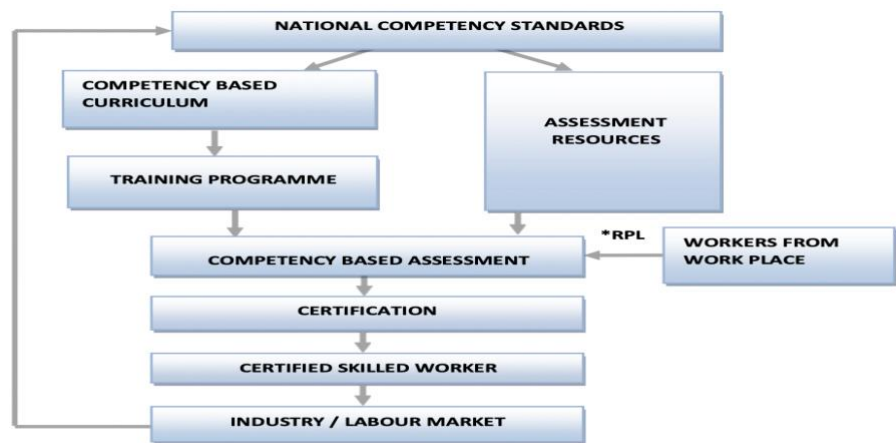 NATIONAL COMPETENCY STANDARDS
COMPETENCY BASED
CURRICULUM
ASSESSMENT
RESOURCES
TRAINING PROGRAMME
*RPL
WORKERS FROM
WORK PLACE
COMPETENCY BASED ASSESSMENT
CERTIFICATION
CERTIFIED SKILLED WORKER
INDUSTRY / LABOUR MARKET